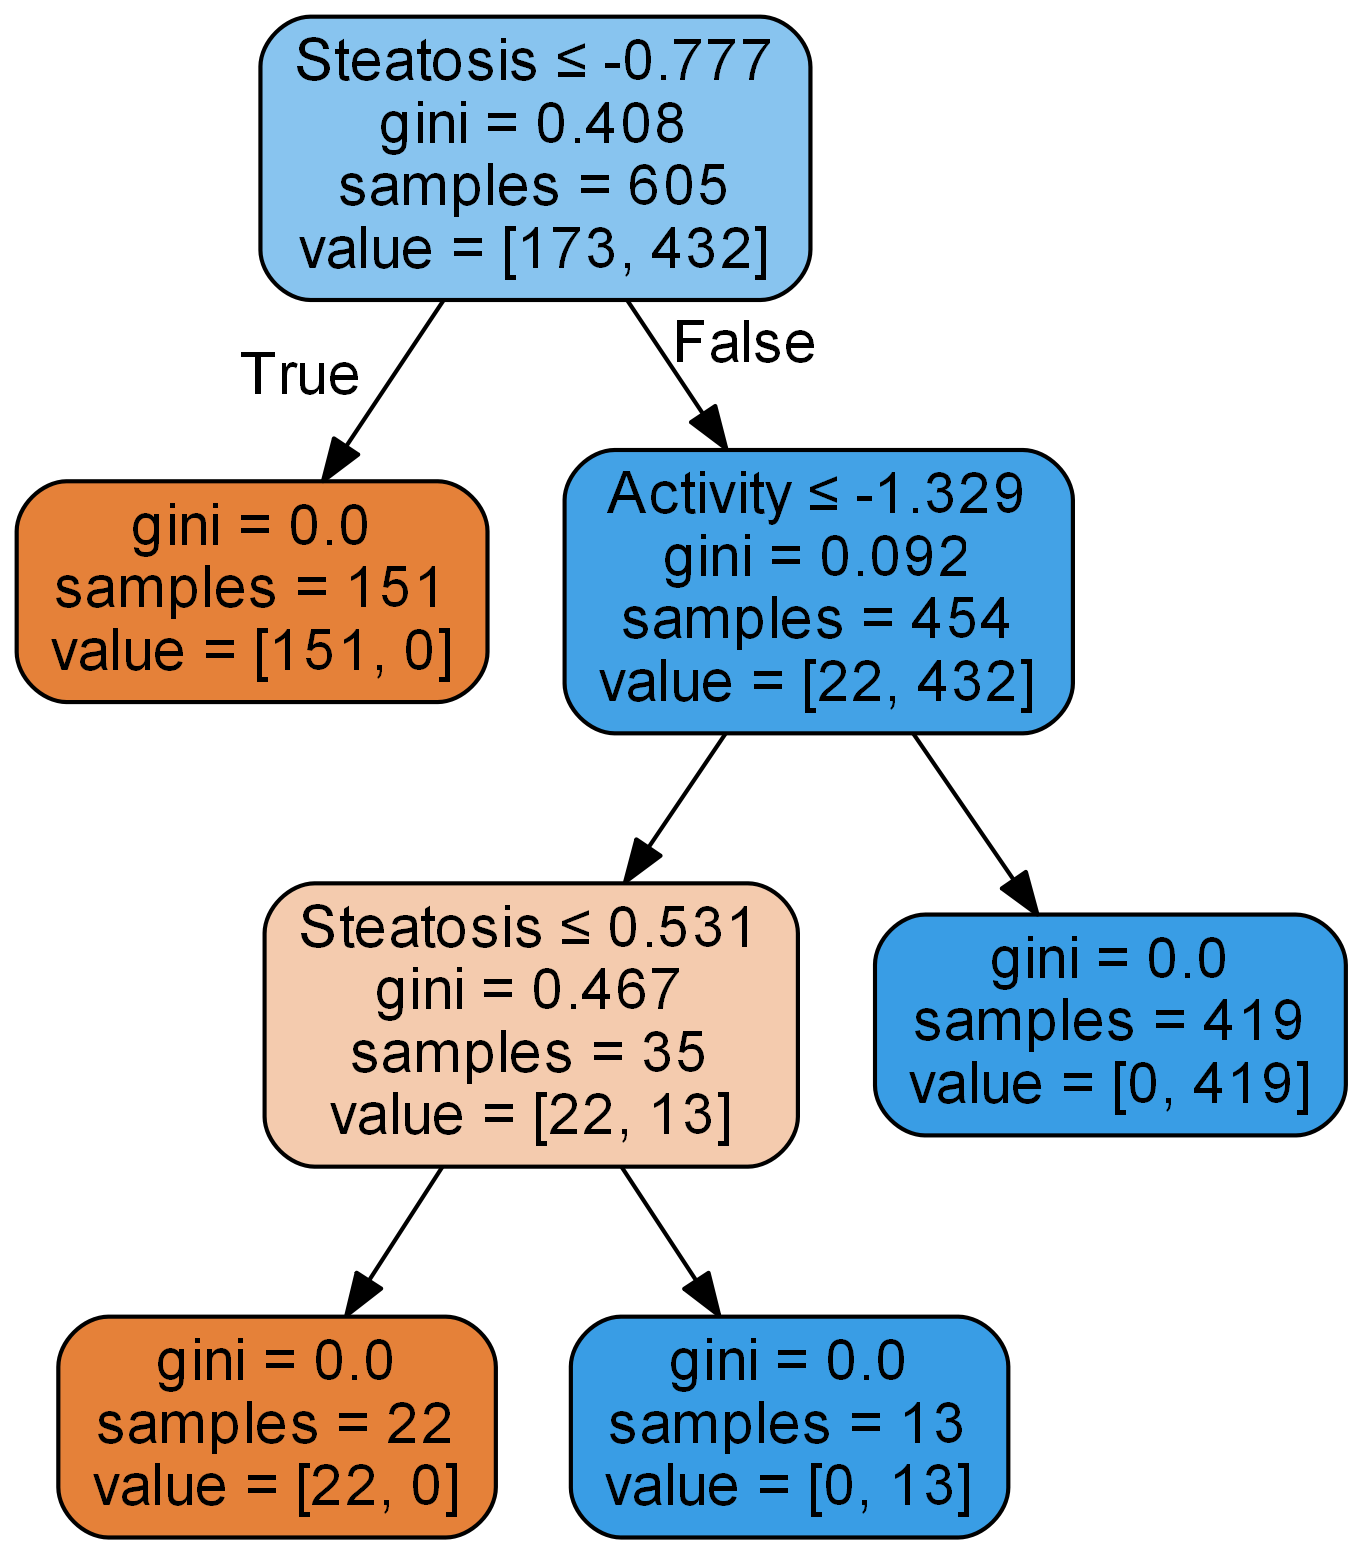 Steatosis ≤ -0.777
gini = 0.408
samples = 605
value = [173, 432]
True
False
gini = 0.0
samples = 151
value = [151, 0]
Activity ≤ -1.329
gini = 0.092
samples = 454
value = [22, 432]
Steatosis ≤ 0.531
gini = 0.467
samples = 35
value = [22, 13]
gini = 0.0
samples = 419
value = [0, 419]
gini = 0.0
samples = 22
value = [22, 0]
gini = 0.0
samples = 13
value = [0, 13]